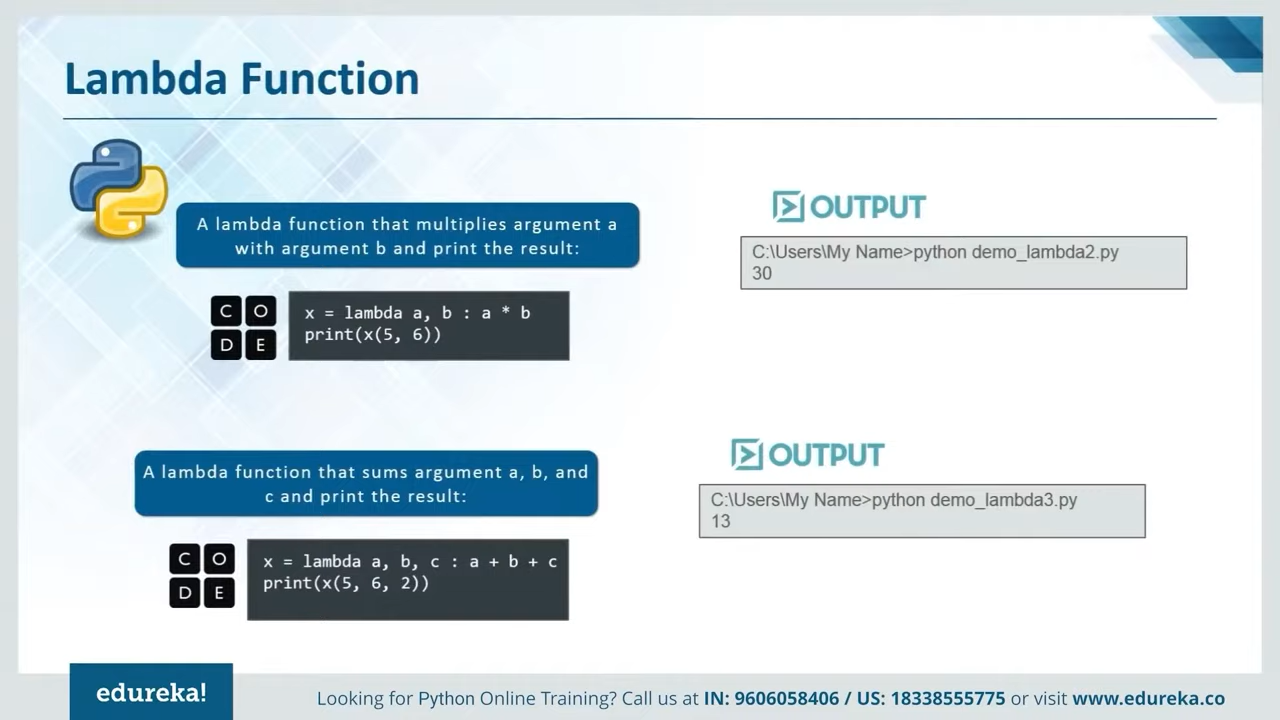 Lambda Function
A lambda function that multiplies argument a
with argument b and print the result:
C O
D E
x = lambda a, b : a * b
print(x(5, 6))
OUTPUT
C:\Users\My Name>python demo_lambda2.py
30
A lambda function that sums argument a, b, and
c and print the result:
C O
D E
x = lambda a, b, c : a + b + c
print(x(5, 6, 2))
OUTPUT
C:\Users\My Name>python demo_lambda3.py
13
edureka!
Looking for Python Online Training? Call us at IN: 9606058406 / US: 18338555775 or visit www.edureka.co